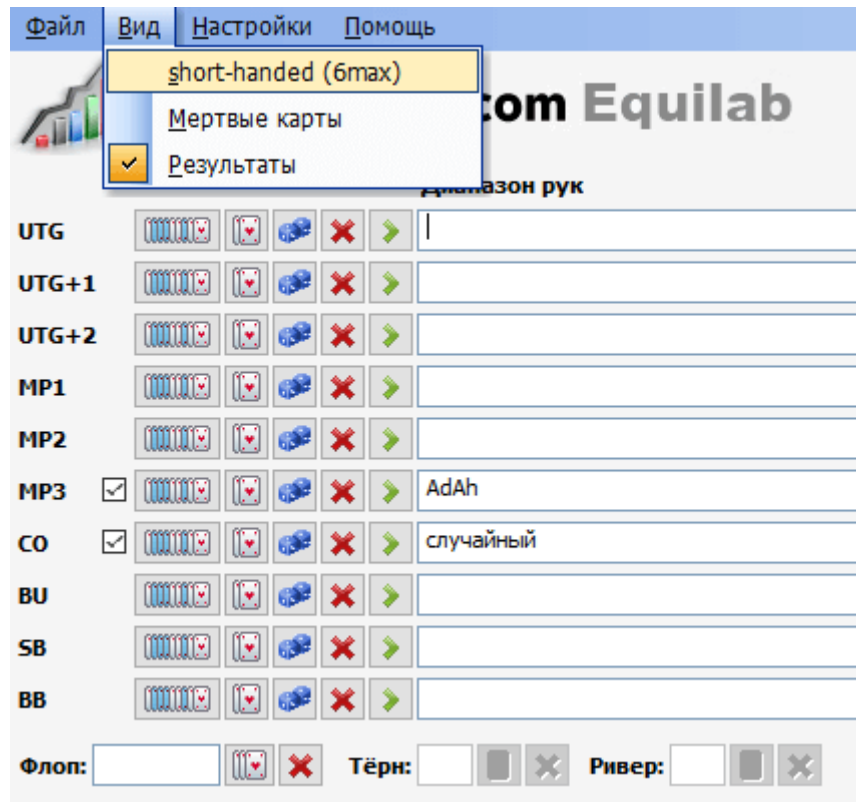 Файл Вид Настройки Помощь
short-handed (6max)
Мертвые карты
Результаты
com Equilab
Диапазон рук
UTG
UTG+1
UTG+2
MP1
MP2
MP3 AdAh
CO случайный
BU
SB
BB
Флоп: Тёрн: Ривер: